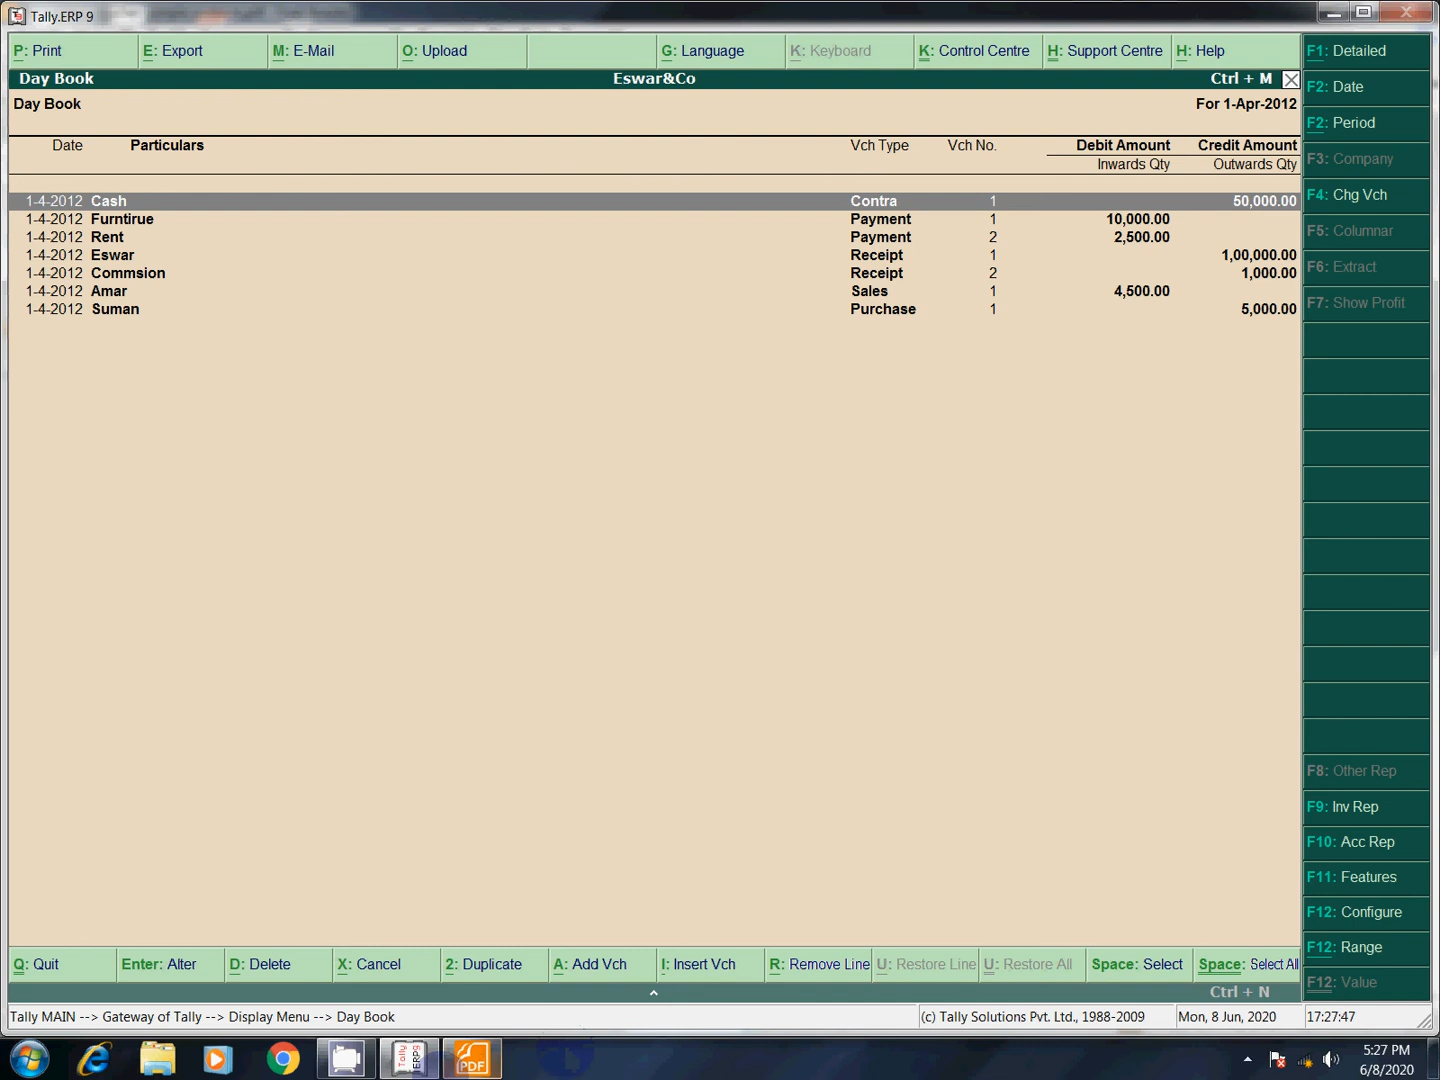 Tally.ERP 9
P: Print E: Export M: E-Mail O: Upload G: Language K: Keyboard K: Control Centre H: Support Centre H: Help
Day Book Eswar&Co Ctrl + M
Day Book For 1-Apr-2012
Date Particulars Vch Type Vch No. Debit Amount Credit Amount
Inwards Qty Outwards Qty
1-4-2012 Cash Contra 1 50,000.00
1-4-2012 Furntirue Payment 1 10,000.00
1-4-2012 Rent Payment 2 2,500.00
1-4-2012 Eswar Receipt 1 1,00,000.00
1-4-2012 Commsion Receipt 2 1,000.00
1-4-2012 Amar Sales 1 4,500.00
1-4-2012 Suman Purchase 1 5,000.00
F1: Detailed
F2: Date
F2: Period
F3: Company
F4: Chg Vch
F5: Columnar
F6: Extract
F7: Show Profit
F8: Other Rep
F9: Inv Rep
F10: Acc Rep
F11: Features
F12: Configure
F12: Range
F12: Value
Q: Quit Enter: Alter D: Delete X: Cancel 2: Duplicate A: Add Vch I: Insert Vch R: Remove Line U: Restore Line U: Restore All Space: Select Space: Select All
Ctrl + N
Tally MAIN --> Gateway of Tally --> Display Menu --> Day Book (c) Tally Solutions Pvt. Ltd., 1988-2009 Mon, 8 Jun, 2020 17:27:47
Tally ERP9 PDF
5:27 PM
6/8/2020